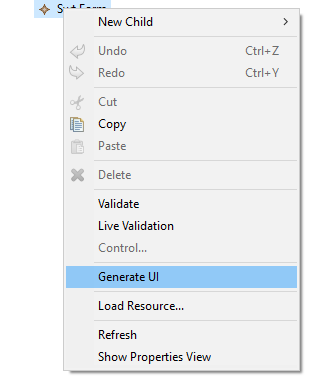 Form
New Child
Undo Ctrl+Z
Redo Ctrl+Y
Cut
Copy
Paste
Delete
Validate
Live Validation
Control...
Generate UI
Load Resource...
Refresh
Show Properties View